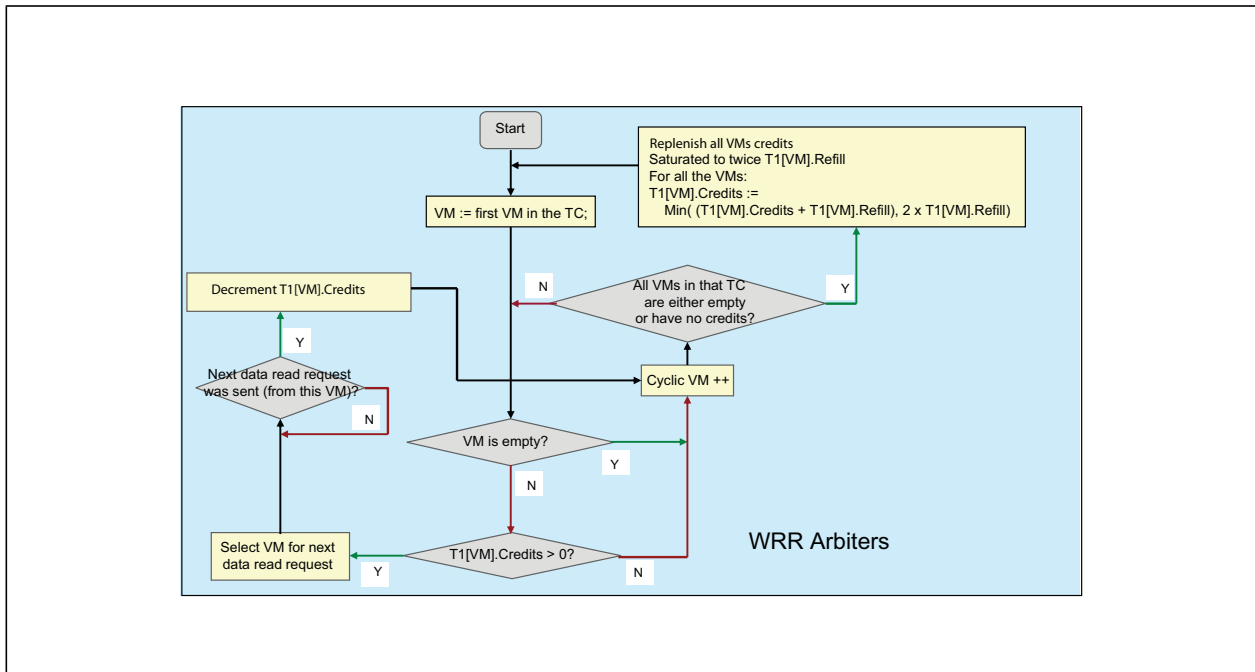 Start
Replenish all VMs credits
Saturated to twice T1[VM].Refill
For all the VMs:
T1[VM].Credits :=
Min( (T1[VM].Credits + T1[VM].Refill), 2 x T1[VM].Refill)
VM := first VM in the TC;
N
All VMs in that TC
are either empty
or have no credits?
Y
Decrement T1[VM].Credits
Y
Next data read request
was sent (from this VM)?
N
Cyclic VM ++
VM is empty?
Y
N
Select VM for next
data read request
Y
T1[VM].Credits > 0?
N
WRR Arbiters